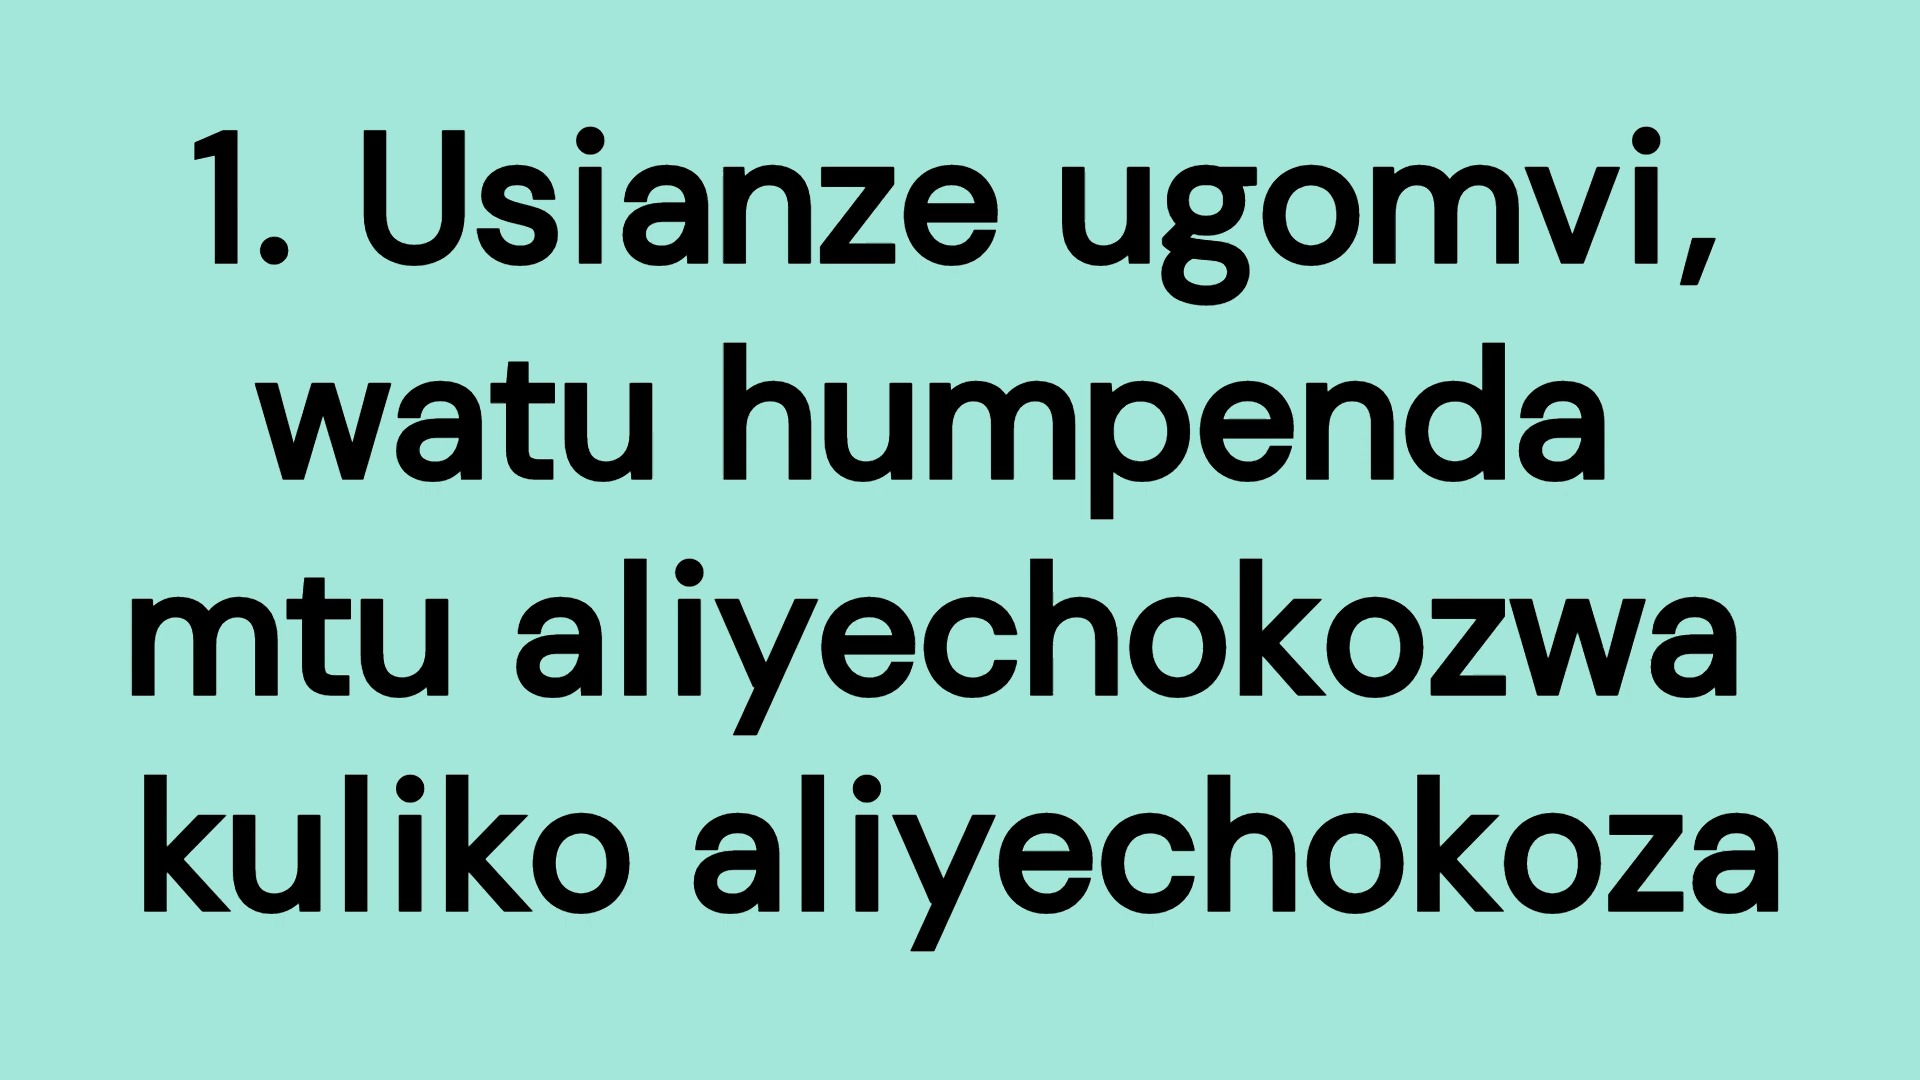 1. Usianze ugomvi,
watu humpenda
mtu aliyechokozwa
kuliko aliyechokoza